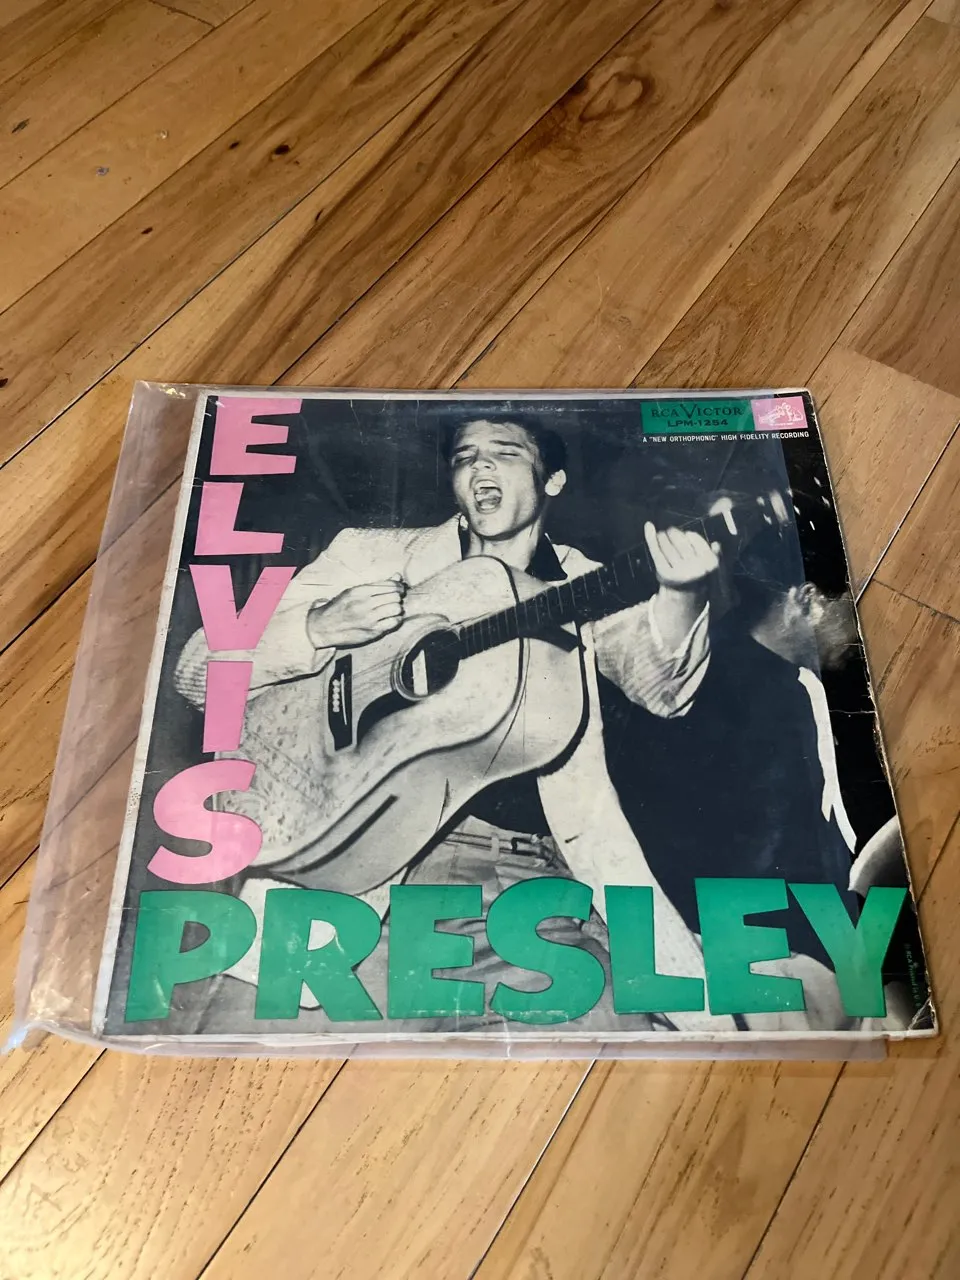 ELVIS
PRESLEY
RCA VICTOR
LPM-1254
A "NEW ORTHOPHONIC" HIGH FIDELITY RECORDING